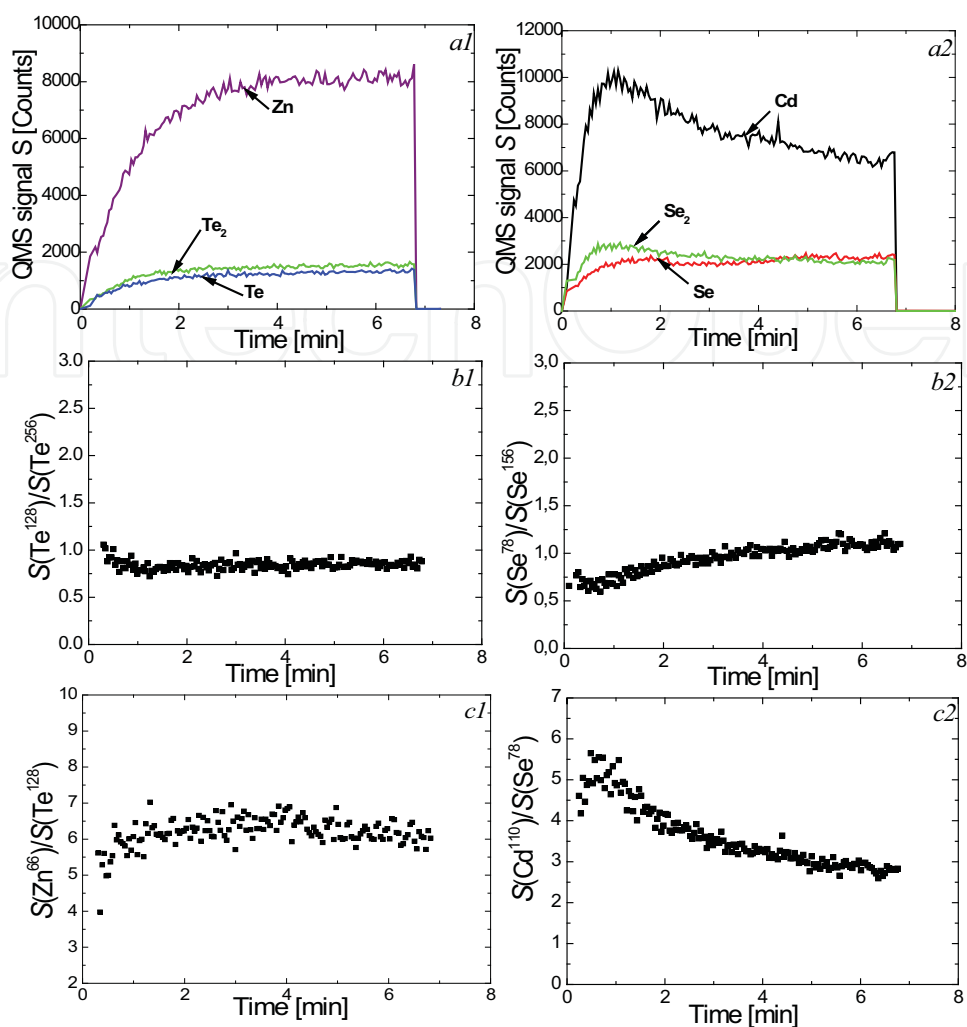 a1
QMS signal S [Counts]
10000
8000
6000
4000
2000
0
Zn
Te2
Te
0 2 4 6 8
Time [min]
a2
QMS signal S [Counts]
12000
10000
8000
6000
4000
2000
0
Cd
Se2
Se
0 2 4 6 8
Time [min]
b1
S(Te128)/S(Te256)
3.0
2.5
2.0
1.5
1.0
0.5
0.0
0 2 4 6 8
Time [min]
b2
S(Se78)/S(Se156)
3,0
2,5
2,0
1,5
1,0
0,5
0,0
0 2 4 6 8
Time [min]
c1
S(Zn66)/S(Te128)
10
9
8
7
6
5
4
3
2
0 2 4 6 8
Time [min]
c2
S(Cd110)/S(Se78)
7
6
5
4
3
2
1
0
0 2 4 6 8
Time [min]